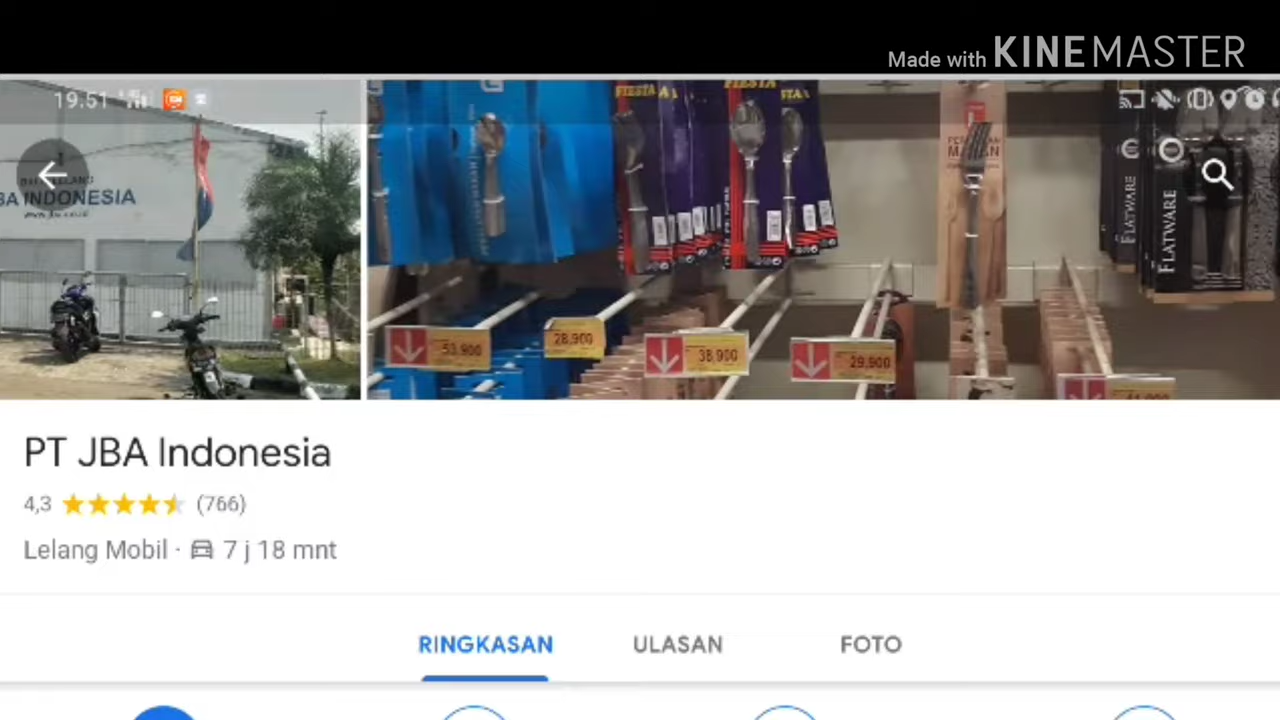 Made with KINEMASTER
19.51
BA INDONESIA
FIESTA
FIESTA
FLATWARE
FLATWARE
53.900
28.900
38.900
29.900
PT JBA Indonesia
4,3 (766)
Lelang Mobil · 7 j 18 mnt
RINGKASAN
ULASAN
FOTO